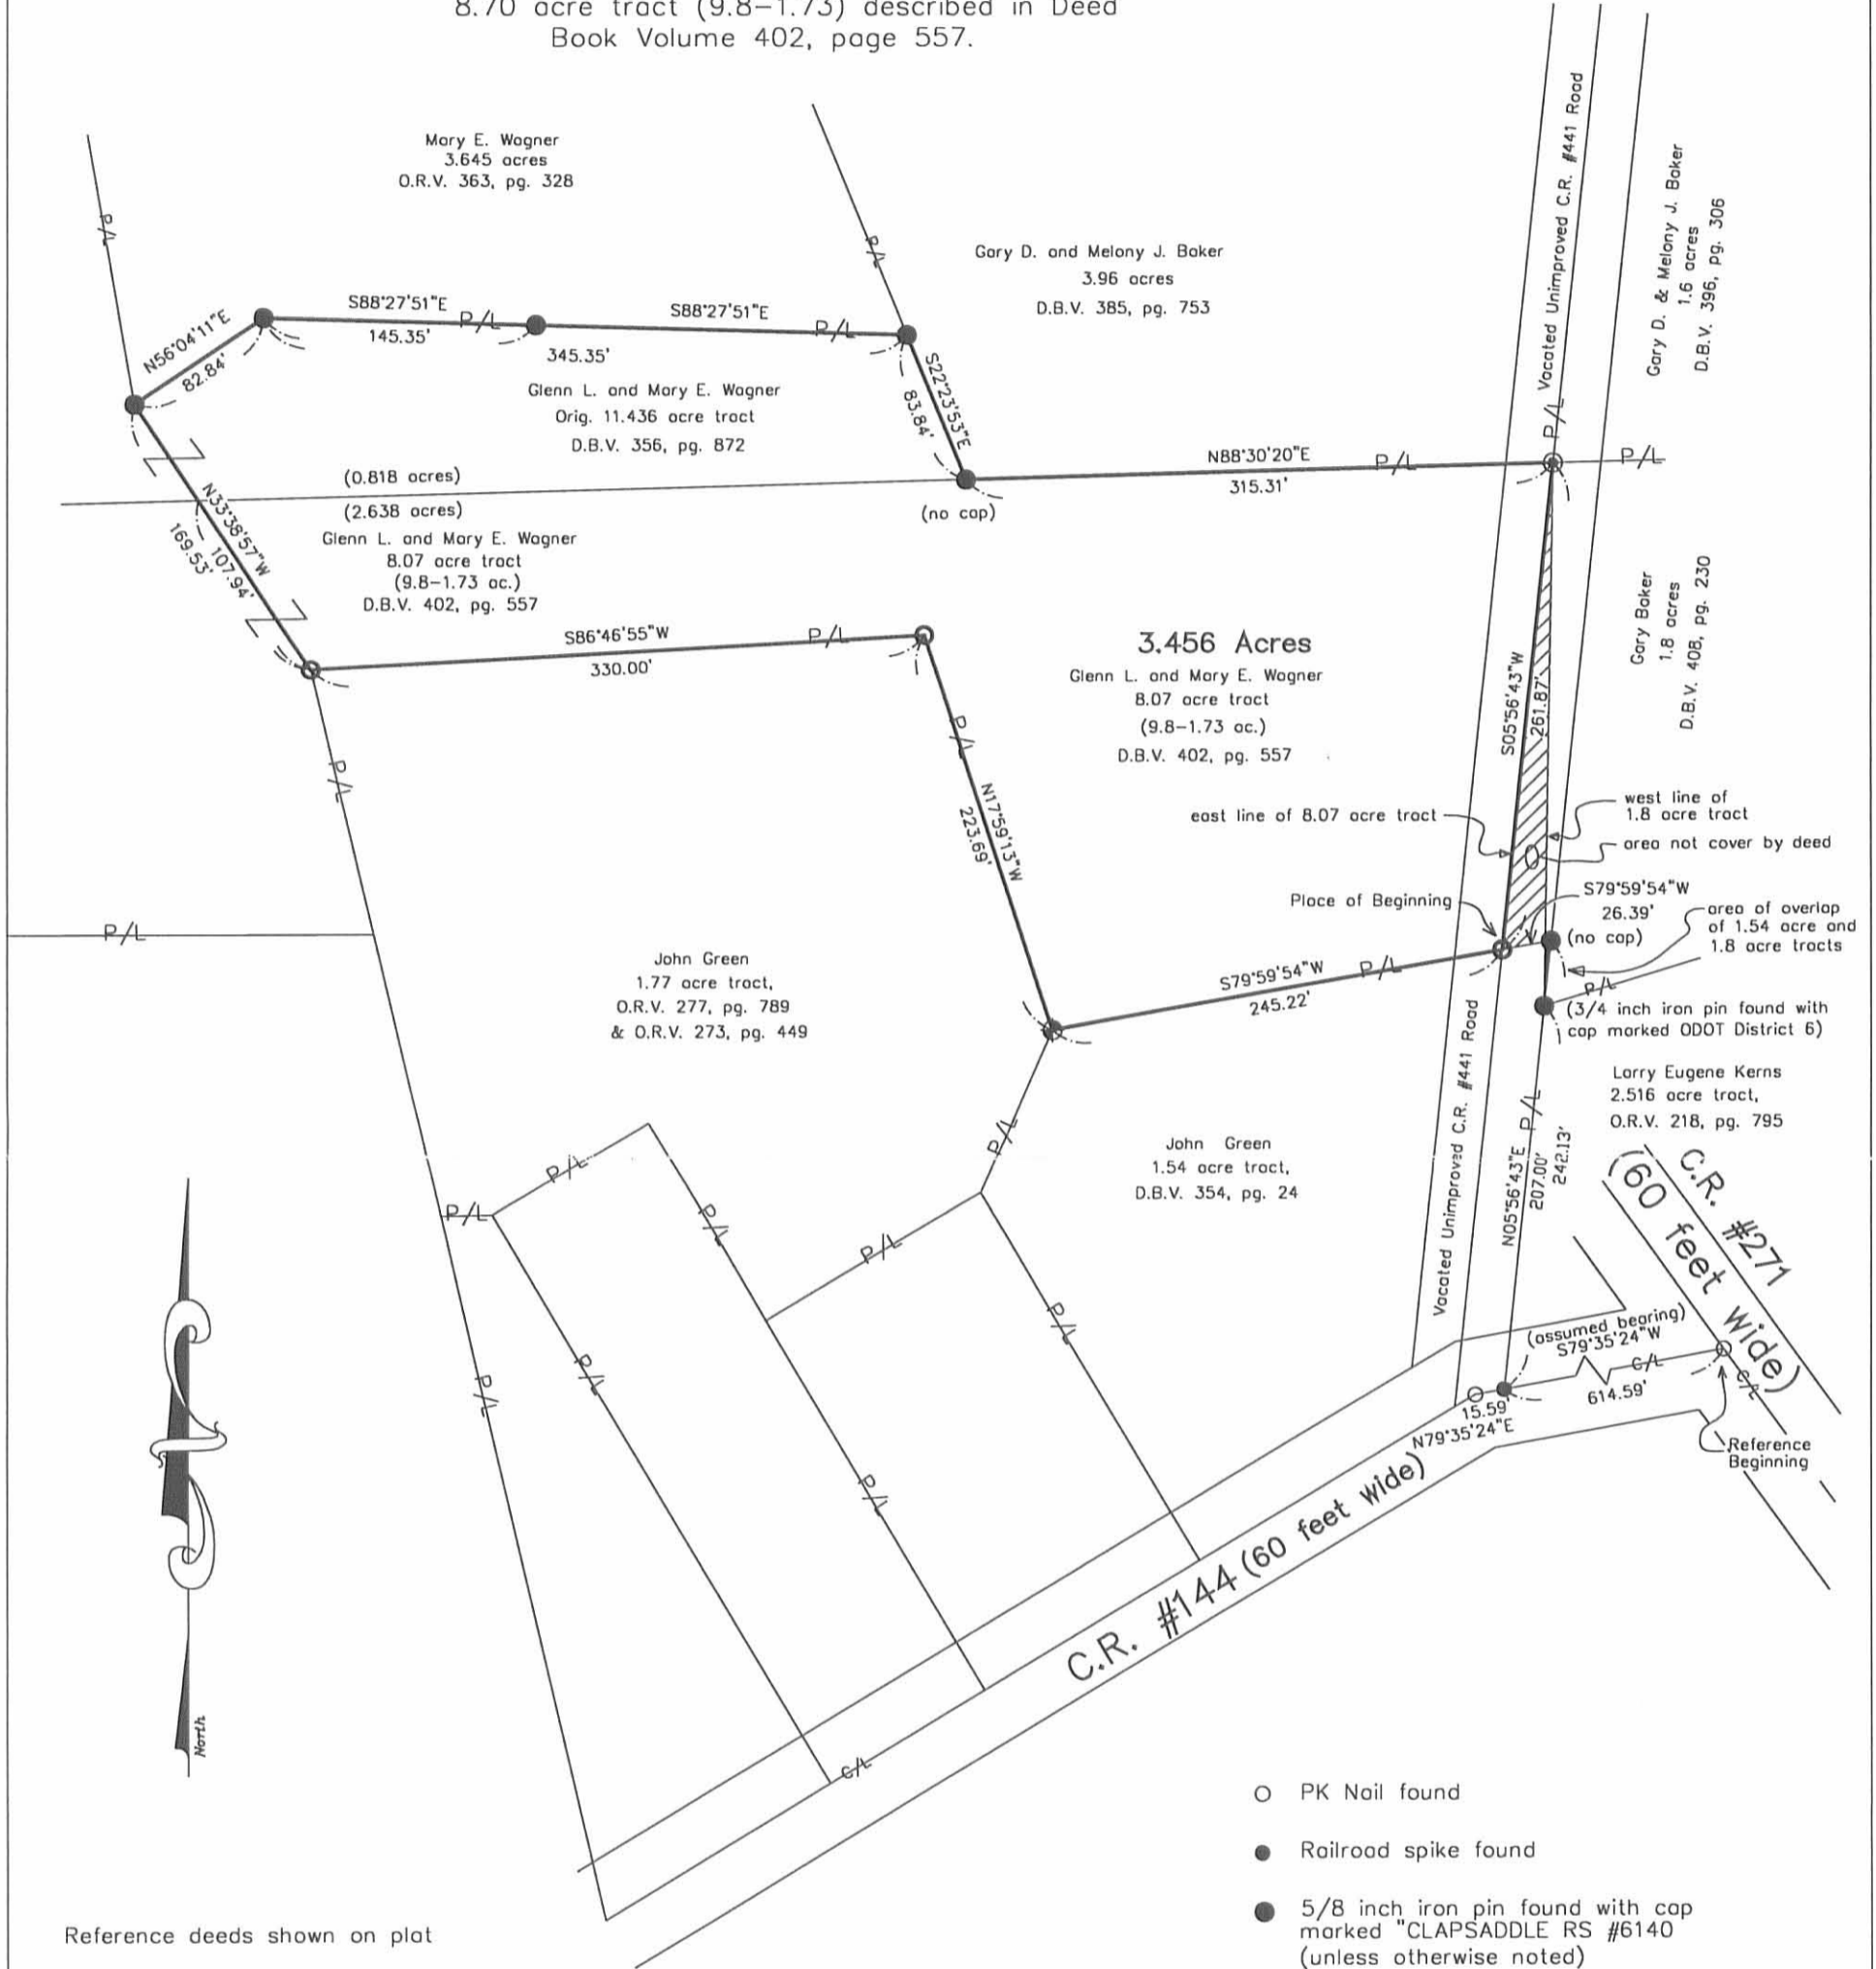 8.70 acre tract (9.8-1.73) described in Deed
Book Volume 402, page 557.
Mary E. Wagner
3.645 acres
O.R.V. 363, pg. 328
P/L
P/L
Gary D. and Melony J. Baker
3.96 acres
D.B.V. 385, pg. 753
Vacated Unimproved C.R. #441 Road
P/L
Gary D. & Melony J. Baker
1.6 acres
D.B.V. 396, pg. 306
N56°04'11"E
82.84'
S88°27'51"E
P/L
145.35'
S88°27'51"E
P/L
345.35'
S22°23'53"E
83.84'
Glenn L. and Mary E. Wagner
Orig. 11.436 acre tract
D.B.V. 356, pg. 872
N88°30'20"E
P/L
315.31'
P/L
(no cap)
(0.818 acres)
(2.638 acres)
Glenn L. and Mary E. Wagner
8.07 acre tract
(9.8-1.73 ac.)
D.B.V. 402, pg. 557
N33°38'57"W
107.94'
169.53'
S86°46'55"W
P/L
330.00'
3.456 Acres
Glenn L. and Mary E. Wagner
8.07 acre tract
(9.8-1.73 ac.)
D.B.V. 402, pg. 557
S05°56'43"W
261.87'
Gary Baker
1.8 acres
D.B.V. 408, pg. 230
P/L
P/L
N17°59'13"W
223.69'
east line of 8.07 acre tract
west line of
1.8 acre tract
area not cover by deed
Place of Beginning
S79°59'54"W
26.39'
(no cap)
area of overlap
of 1.54 acre and
1.8 acre tracts
P/L
P/L
John Green
1.77 acre tract,
O.R.V. 277, pg. 789
& O.R.V. 273, pg. 449
S79°59'54"W
P/L
245.22'
(3/4 inch iron pin found with
cap marked ODOT District 6)
Larry Eugene Kerns
2.516 acre tract,
O.R.V. 218, pg. 795
Vacated Unimproved C.R. #441 Road
N05°56'43"E
P/L
207.00'
242.13'
P/L
John Green
1.54 acre tract,
D.B.V. 354, pg. 24
C.R. #271
(60 feet wide)
P/L
P/L
P/L
P/L
P/L
P/L
P/L
P/L
(assumed bearing)
S79°35'24"W
C/L
614.59'
C/L
15.59'
N79°35'24"E
Reference
Beginning
C.R. #144 (60 feet wide)
C/L
North
PK Nail found
Railroad spike found
5/8 inch iron pin found with cap
marked "CLAPSADDLE RS #6140
(unless otherwise noted)
Reference deeds shown on plat